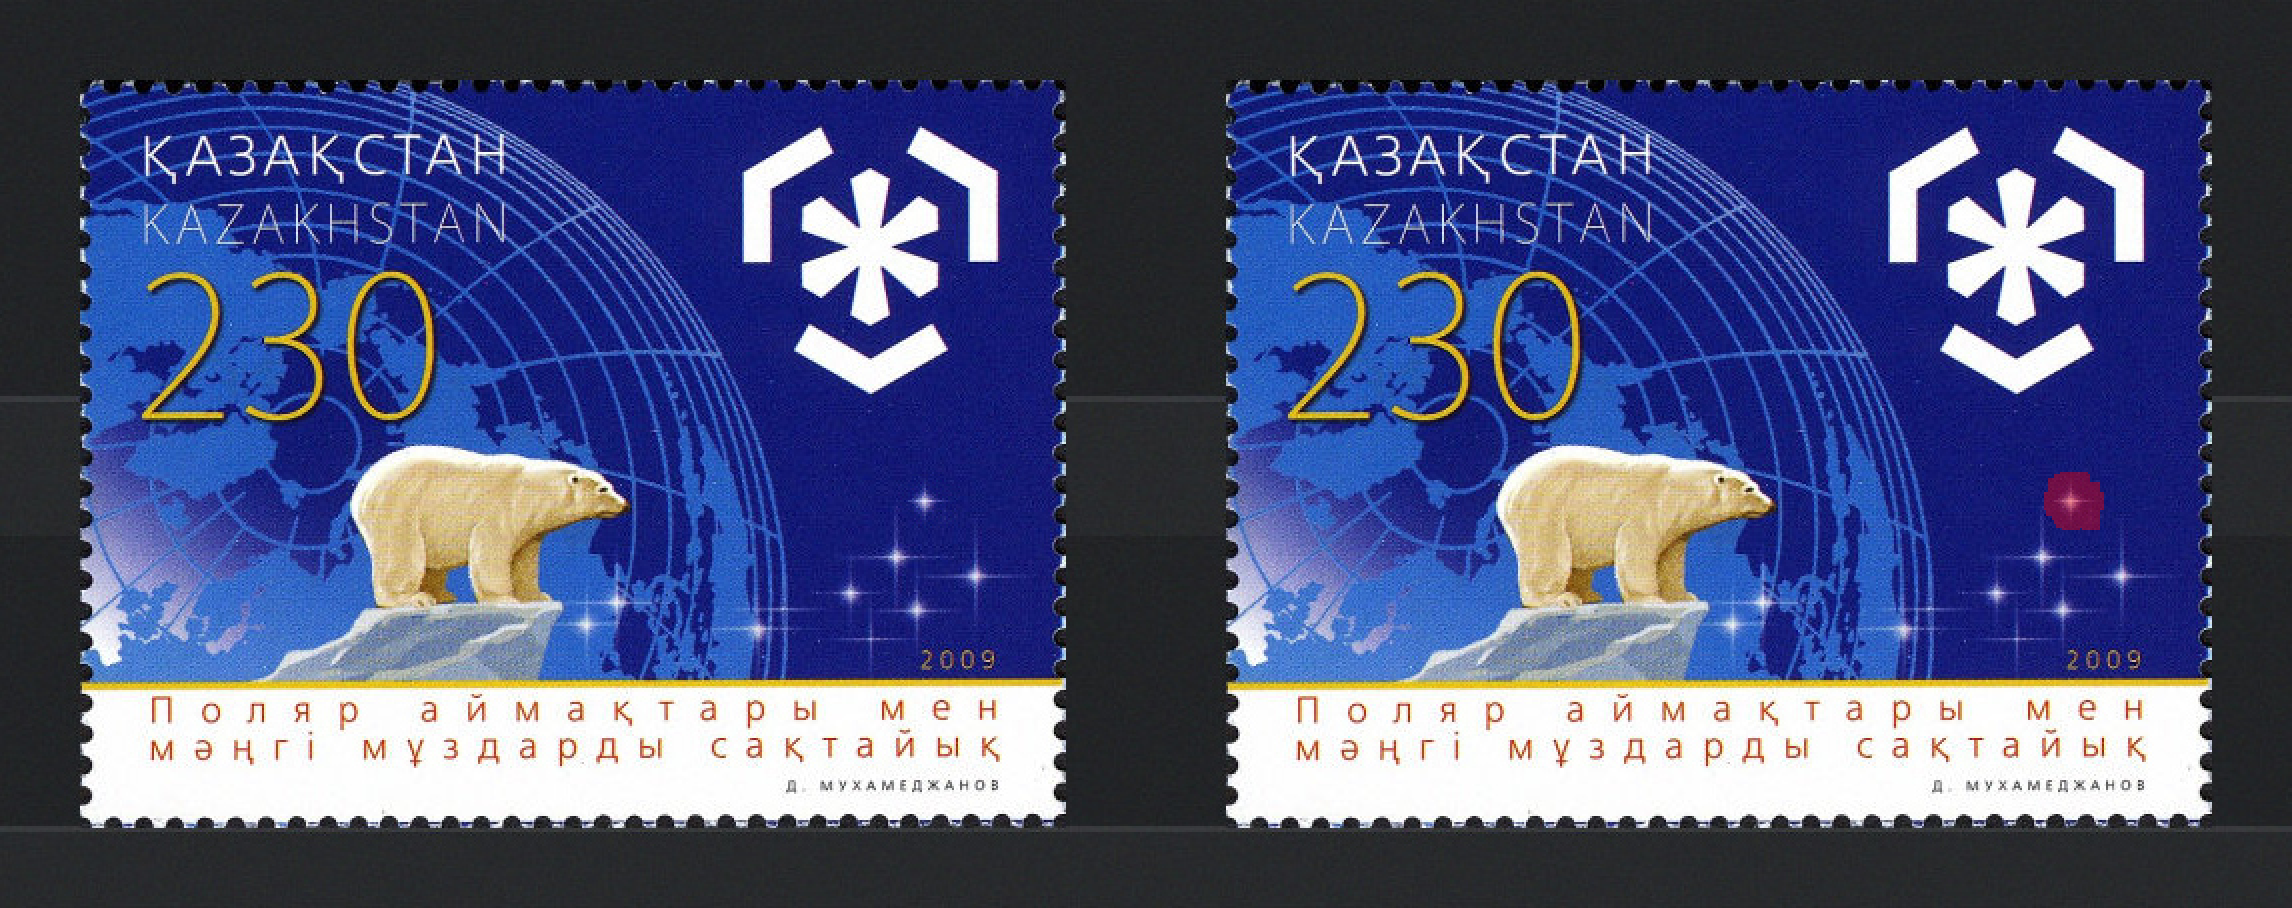 ҚАЗАҚСТАН
KAZAKHSTAN
230
2009
Поляр аймақтары мен
мәңгі мұздарды сақтайық
Д. МУХАМЕДЖАНОВ
ҚАЗАҚСТАН
KAZAKHSTAN
230
2009
Поляр аймақтары мен
мәңгі мұздарды сақтайық
Д. МУХАМЕДЖАНОВ